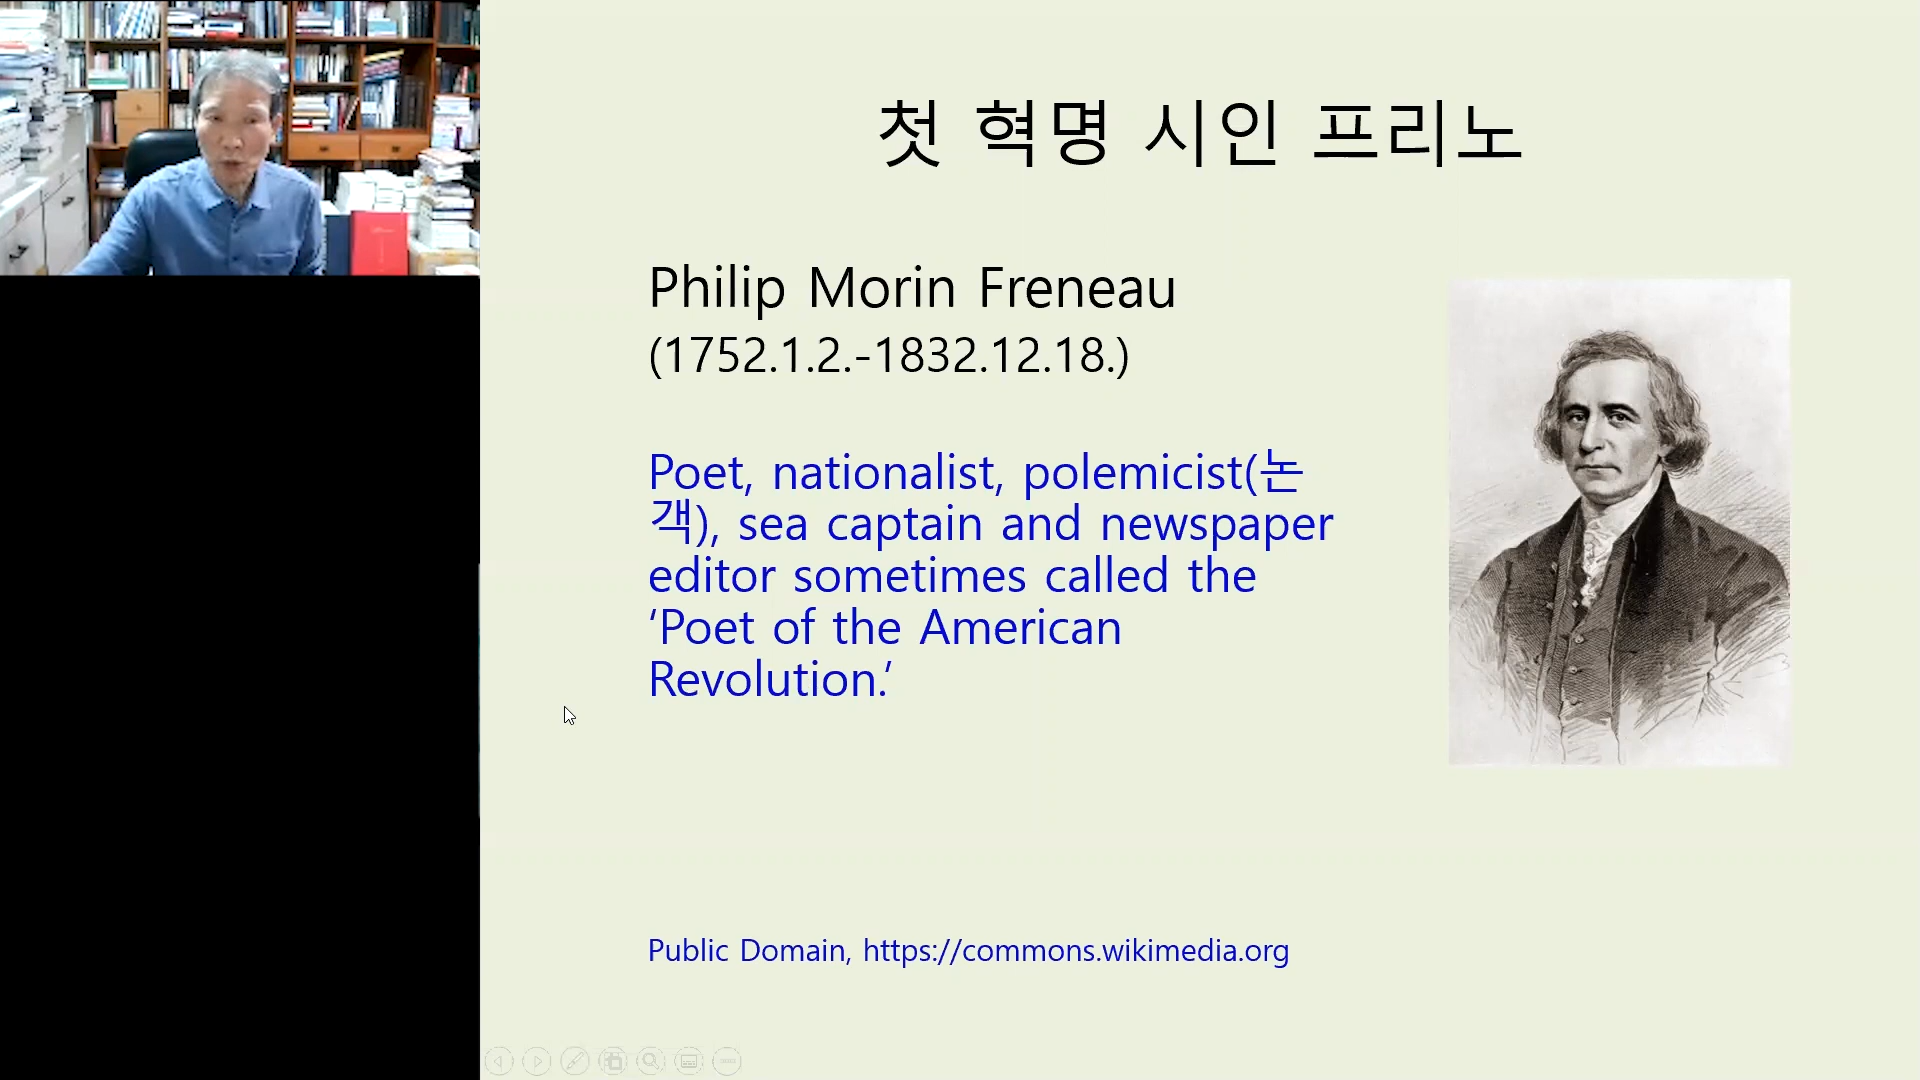 첫 혁명 시인 프리노
Philip Morin Freneau
(1752.1.2.-1832.12.18.)
Poet, nationalist, polemicist(논
객), sea captain and newspaper
editor sometimes called the
‘Poet of the American
Revolution.’
Public Domain, https://commons.wikimedia.org